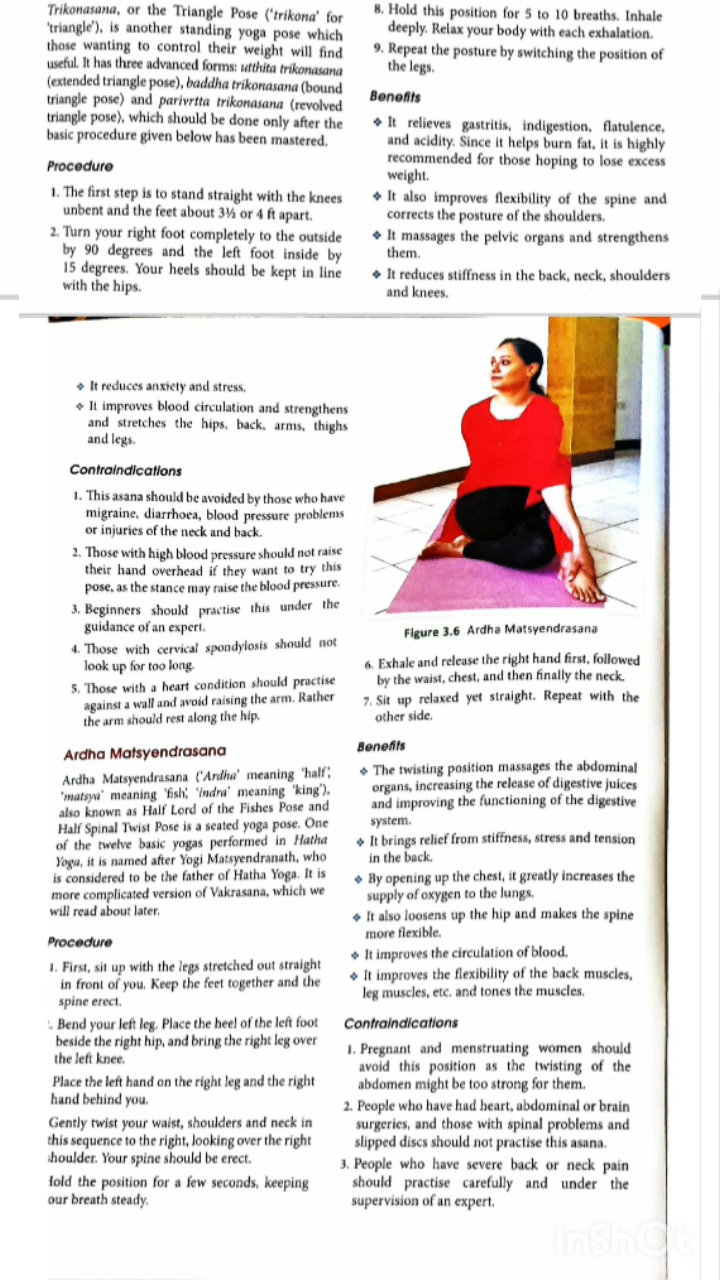 Trikonasana, or the Triangle Pose ('trikona' for
'triangle'), is another standing yoga pose which
those wanting to control their weight will find
useful. It has three advanced forms: utthita trikonasana
(extended triangle pose), baddha trikonasana (bound
triangle pose) and parivrtta trikonasana (revolved
triangle pose), which should be done only after the
basic procedure given below has been mastered.
Procedure
1. The first step is to stand straight with the knees
unbent and the feet about 3½ or 4 ft apart.
2. Turn your right foot completely to the outside
by 90 degrees and the left foot inside by
15 degrees. Your heels should be kept in line
with the hips.
8. Hold this position for 5 to 10 breaths. Inhale
deeply. Relax your body with each exhalation.
9. Repeat the posture by switching the position of
the legs.
Benefits
❖ It relieves gastritis, indigestion, flatulence,
and acidity. Since it helps burn fat, it is highly
recommended for those hoping to lose excess
weight.
❖ It also improves flexibility of the spine and
corrects the posture of the shoulders.
❖ It massages the pelvic organs and strengthens
them.
❖ It reduces stiffness in the back, neck, shoulders
and knees.
❖ It reduces anxiety and stress.
❖ It improves blood circulation and strengthens
and stretches the hips, back, arms, thighs
and legs.
Contraindications
1. This asana should be avoided by those who have
migraine, diarrhoea, blood pressure problems
or injuries of the neck and back.
2. Those with high blood pressure should not raise
their hand overhead if they want to try this
pose, as the stance may raise the blood pressure.
3. Beginners should practise this under the
guidance of an expert.
4. Those with cervical spondylosis should not
look up for too long.
5. Those with a heart condition should practise
against a wall and avoid raising the arm. Rather
the arm should rest along the hip.
Ardha Matsyendrasana
Ardha Matsyendrasana ('Ardha' meaning 'half',
'matsya' meaning 'fish', 'indra' meaning 'king'),
also known as Half Lord of the Fishes Pose and
Half Spinal Twist Pose is a seated yoga pose. One
of the twelve basic yogas performed in Hatha
Yoga, it is named after Yogi Matsyendranath, who
is considered to be the father of Hatha Yoga. It is
more complicated version of Vakrasana, which we
will read about later.
Procedure
1. First, sit up with the legs stretched out straight
in front of you. Keep the feet together and the
spine erect.
. Bend your left leg. Place the heel of the left foot
beside the right hip, and bring the right leg over
the left knee.
Place the left hand on the right leg and the right
hand behind you.
Gently twist your waist, shoulders and neck in
this sequence to the right, looking over the right
houlder. Your spine should be erect.
Iold the position for a few seconds, keeping
our breath steady.
Figure 3.6 Ardha Matsyendrasana
6. Exhale and release the right hand first, followed
by the waist, chest, and then finally the neck.
7. Sit up relaxed yet straight. Repeat with the
other side.
Benefits
❖ The twisting position massages the abdominal
organs, increasing the release of digestive juices
and improving the functioning of the digestive
system.
❖ It brings relief from stiffness, stress and tension
in the back.
❖ By opening up the chest, it greatly increases the
supply of oxygen to the lungs.
❖ It also loosens up the hip and makes the spine
more flexible.
❖ It improves the circulation of blood.
❖ It improves the flexibility of the back muscles,
leg muscles, etc. and tones the muscles.
Contraindications
1. Pregnant and menstruating women should
avoid this position as the twisting of the
abdomen might be too strong for them.
2. People who have had heart, abdominal or brain
surgeries, and those with spinal problems and
slipped discs should not practise this asana.
3. People who have severe back or neck pain
should practise carefully and under the
supervision of an expert.
InShOt